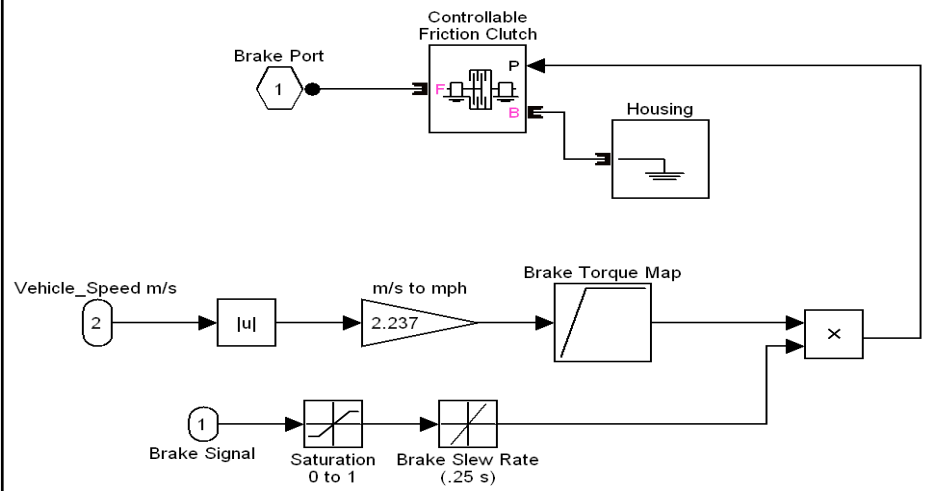 Controllable
Friction Clutch
Brake Port
1
P
F
B
Housing
Brake Torque Map
Vehicle_Speed m/s
m/s to mph
2
|u|
2.237
×
1
Brake Signal
Saturation
0 to 1
Brake Slew Rate
(.25 s)